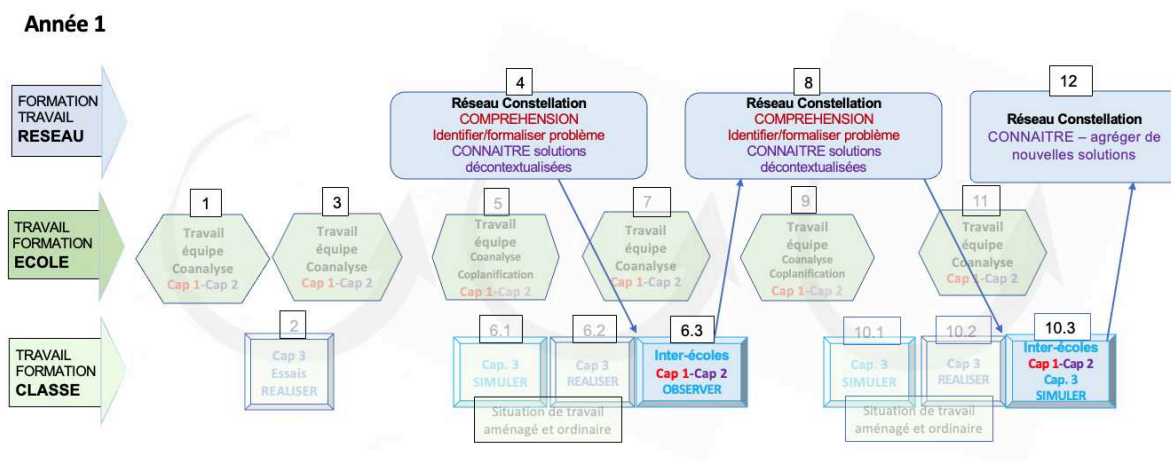 Année 1
FORMATION
TRAVAIL
RESEAU
4
Réseau Constellation
COMPREHENSION
Identifier/formaliser problème
CONNAITRE solutions
décontextualisées
8
Réseau Constellation
COMPREHENSION
Identifier/formaliser problème
CONNAITRE solutions
décontextualisées
12
Réseau Constellation
CONNAITRE – agréger de
nouvelles solutions
TRAVAIL
FORMATION
ECOLE
1
Travail
équipe
Coanalyse
Cap 1-Cap 2
3
Travail
équipe
Coanalyse
Cap 1-Cap 2
5
Travail
équipe
Coanalyse
Coplanification
Cap 1-Cap 2
7
Travail
équipe
Coanalyse
Cap 1-Cap 2
9
Travail
équipe
Coanalyse
Coplanification
Cap 1-Cap 2
11
Travail
équipe
Coanalyse
Cap 1-Cap 2
TRAVAIL
FORMATION
CLASSE
2
Cap 3
Essais
REALISER
6.1
Cap. 3
SIMULER
6.2
Cap 3
REALISER
6.3
Inter-écoles
Cap 1-Cap 2
OBSERVER
Situation de travail
aménagé et ordinaire
10.1
Cap. 3
SIMULER
10.2
Cap 3
REALISER
10.3
Inter-écoles
Cap 1-Cap 2
Cap. 3
SIMULER
Situation de travail
aménagé et ordinaire